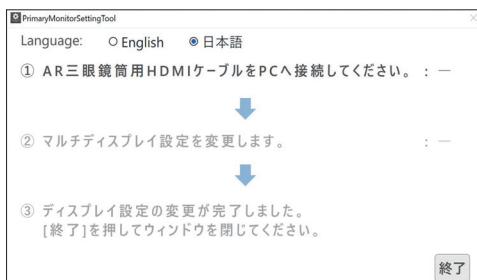 PrimaryMonitorSettingTool
Language: English 日本語
① AR三眼鏡筒用HDMIケーブルをPCへ接続してください。 : —
② マルチディスプレイ設定を変更します。 : —
③ ディスプレイ設定の変更が完了しました。
[終了]を押してウィンドウを閉じてください。
終了